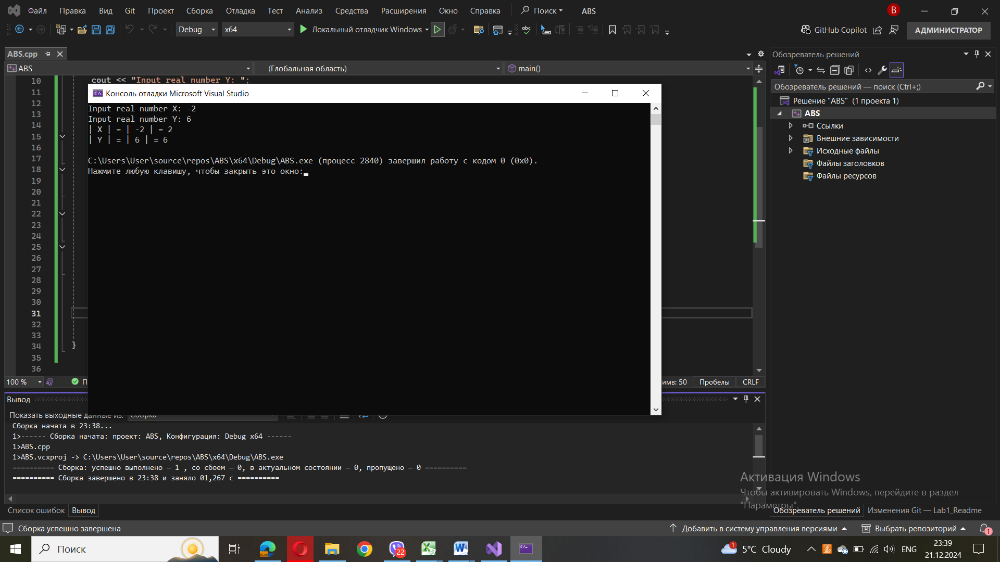 Файл Правка Вид Git Проект Сборка Отладка Тест Анализ Средства Расширения Окно Справка Поиск ABS B
Debug x64 Локальный отладчик Windows abc GitHub Copilot АДМИНИСТРАТОР
ABS.cpp
ABS (Глобальная область) main()
10 cout << "Input real number Y: ";
11
12
13
14
15
16
17
18
19
20
21
22
23
24
25
26
27
28
29
30
31
32
33
34 }
35
36
Консоль отладки Microsoft Visual Studio
Input real number X: -2
Input real number Y: 6
| X | = | -2 | = 2
| Y | = | 6 | = 6
C:\Users\User\source\repos\ABS\x64\Debug\ABS.exe (процесс 2840) завершил работу с кодом 0 (0x0).
Нажмите любую клавишу, чтобы закрыть это окно:
100 % П имв: 50 Пробелы CRLF
Вывод
Показать выходные данные из: Сборка
Сборка начата в 23:38...
1>------ Сборка начата: проект: ABS, Конфигурация: Debug x64 ------
1>ABS.cpp
1>ABS.vcxproj -> C:\Users\User\source\repos\ABS\x64\Debug\ABS.exe
========== Сборка: успешно выполнено — 1 , со сбоем — 0, в актуальном состоянии — 0, пропущено — 0 ==========
========== Сборка завершено в 23:38 и заняло 01,267 с ==========
Список ошибок Вывод
Обозреватель решений
Обозреватель решений — поиск (Ctrl+;)
Решение "ABS" (1 проекта 1)
ABS
Ссылки
Внешние зависимости
Исходные файлы
Файлы заголовков
Файлы ресурсов
Активация Windows
Чтобы активировать Windows, перейдите в раздел
"Параметры".
Обозреватель решений Изменения Git — Lab1_Readme
Сборка успешно завершена Добавить в систему управления версиями Выбрать репозиторий 1
Поиск 22 1 5°C Cloudy ENG 23:39
21.12.2024